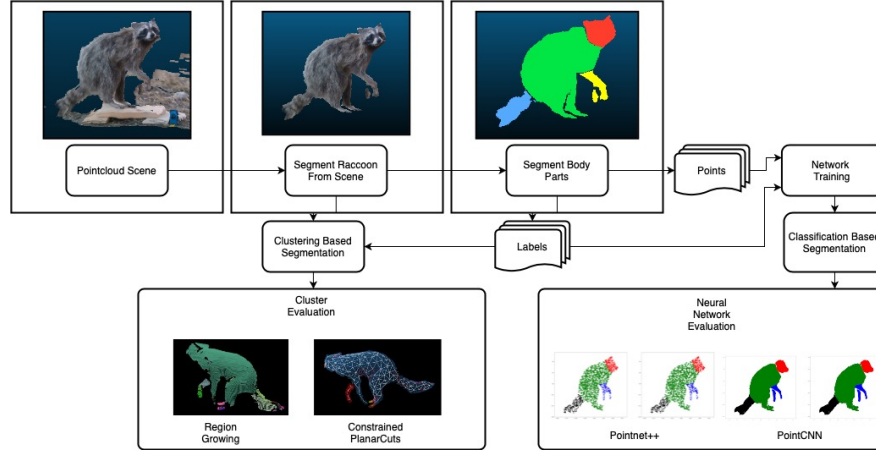 Pointcloud Scene
Segment Raccoon
From Scene
Segment Body
Parts
Points
Network
Training
Clustering Based
Segmentation
Labels
Classification Based
Segmentation
Cluster
Evaluation
Neural
Network
Evaluation
Region
Growing
Constrained
PlanarCuts
Pointnet++
PointCNN